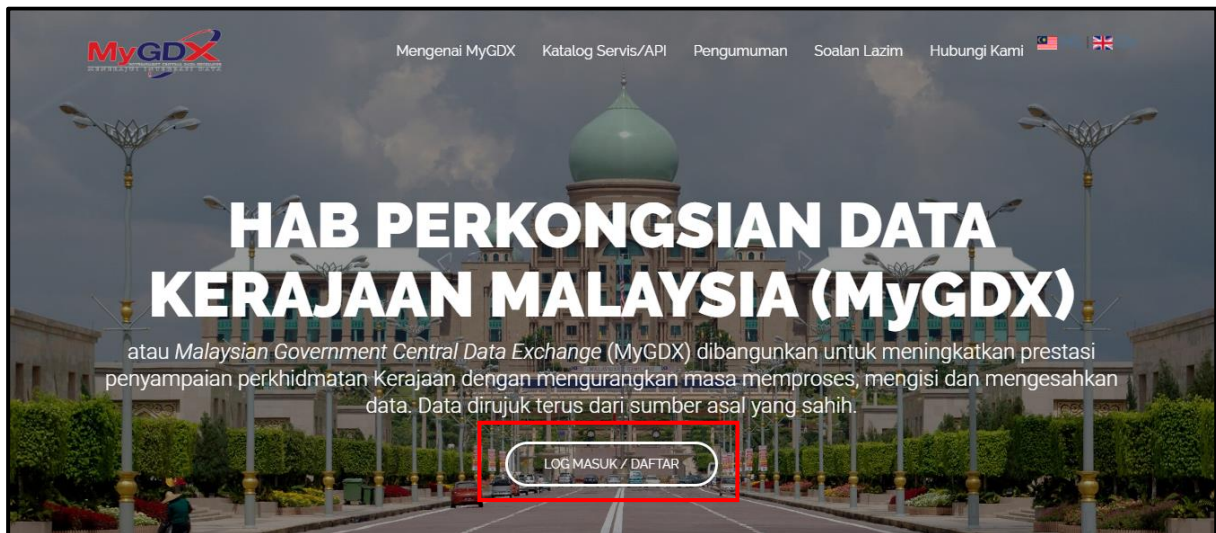 MyGDX
Mengenai MyGDX Katalog Servis/API Pengumuman Soalan Lazim Hubungi Kami
HAB PERKONGSIAN DATA
KERAJAAN MALAYSIA (MyGDX)
atau Malaysian Government Central Data Exchange (MyGDX) dibangunkan untuk meningkatkan prestasi
penyampaian perkhidmatan Kerajaan dengan mengurangkan masa memproses, mengisi dan mengesahkan
data. Data dirujuk terus dari sumber asal yang sahih.
LOG MASUK / DAFTAR